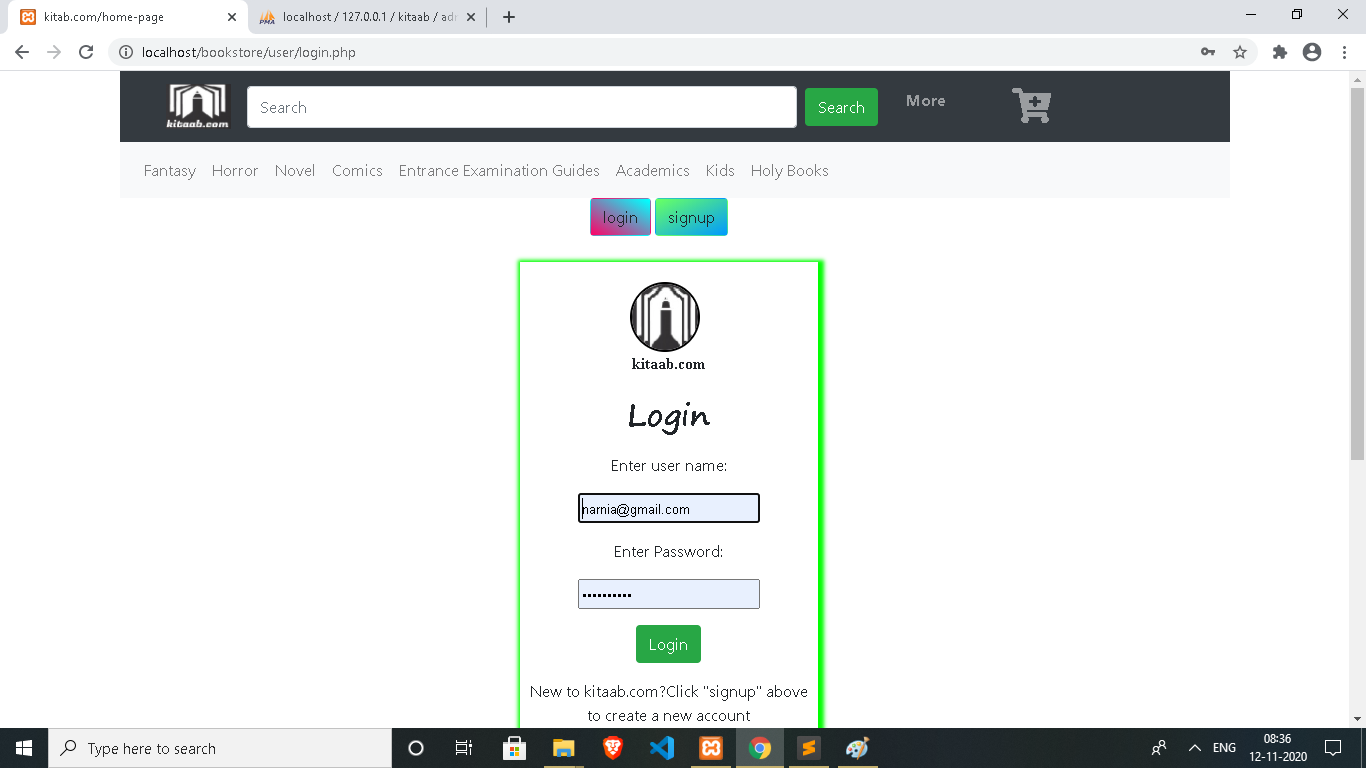 kitab.com/home-page
localhost / 127.0.0.1 / kitaab / adm
localhost/bookstore/user/login.php
kitaab.com
Search
Search
More
Fantasy Horror Novel Comics Entrance Examination Guides Academics Kids Holy Books
login signup
kitaab.com
Login
Enter user name:
narnia@gmail.com
Enter Password:
••••••••••
Login
New to kitaab.com?Click "signup" above
to create a new account
Type here to search
ENG
08:36
12-11-2020